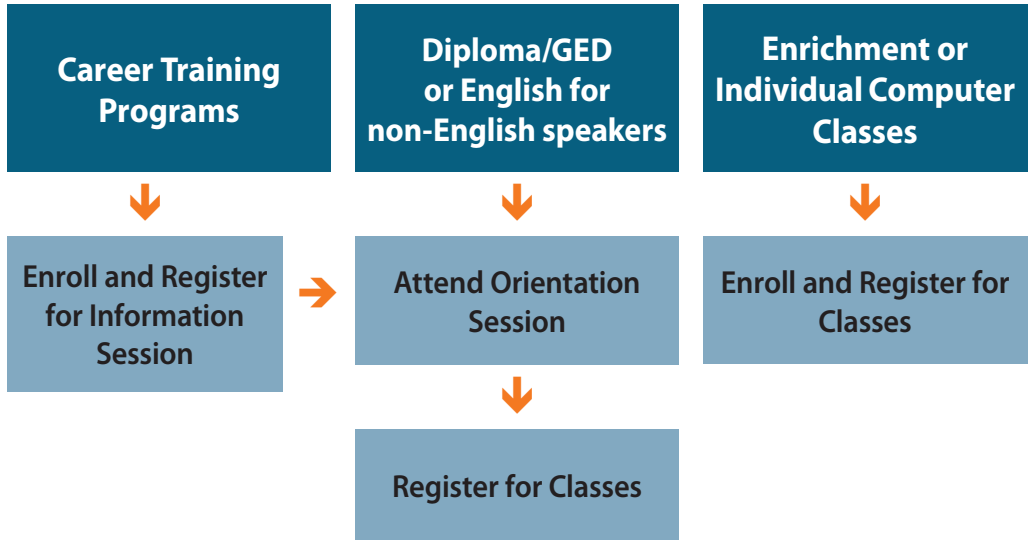 Career Training
Programs
Diploma/GED
or English for
non-English speakers
Enrichment or
Individual Computer
Classes
Enroll and Register
for Information
Session
Attend Orientation
Session
Enroll and Register for
Classes
Register for Classes